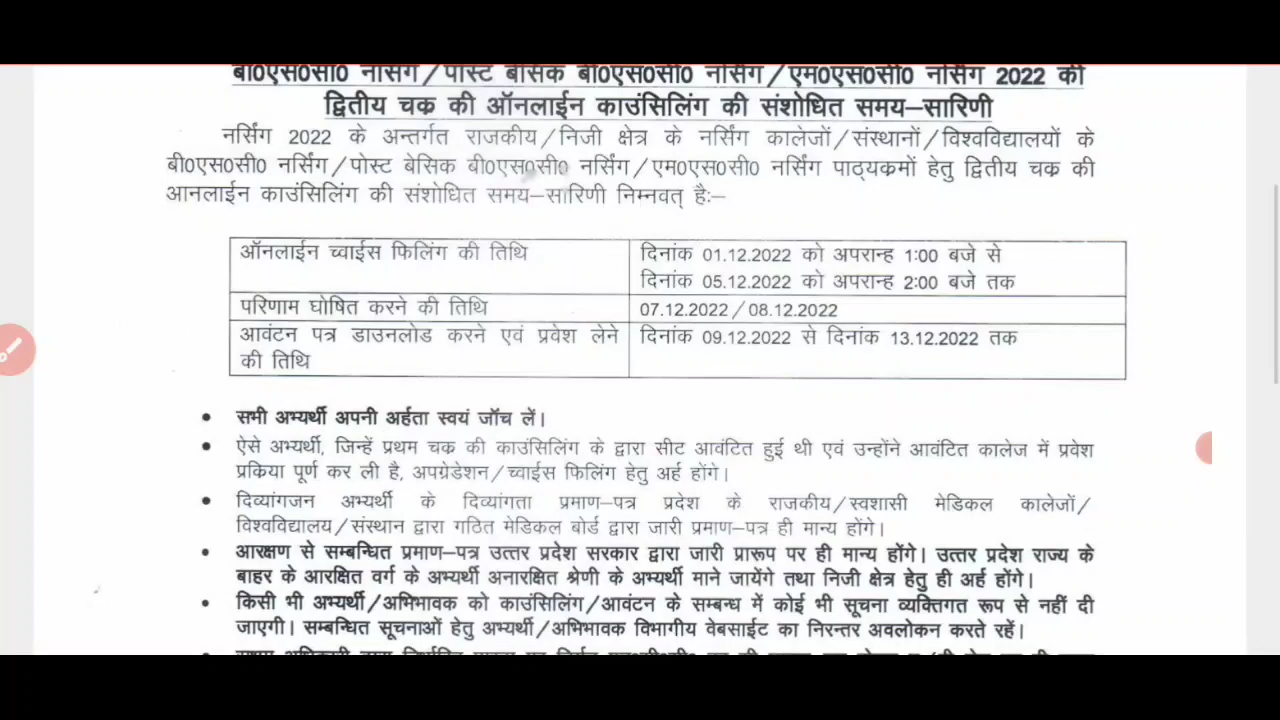 बी0एस0सी0 नर्सिंग/पोस्ट बेसिक बी0एस0सी0 नर्सिंग/एम0एस0सी0 नर्सिंग 2022 की
द्वितीय चक्र की ऑनलाईन काउंसिलिंग की संशोधित समय–सारिणी
नर्सिंग 2022 के अन्तर्गत राजकीय/निजी क्षेत्र के नर्सिंग कालेजों/संस्थानों/विश्वविद्यालयों के
बी0एस0सी0 नर्सिंग/पोस्ट बेसिक बी0एस0सी0 नर्सिंग/एम0एस0सी0 नर्सिंग पाठ्यक्रमों हेतु द्वितीय चक्र की
आनलाईन काउंसिलिंग की संशोधित समय–सारिणी निम्नवत् हैः–
ऑनलाईन च्वाईस फिलिंग की तिथि
दिनांक 01.12.2022 को अपरान्ह 1:00 बजे से
दिनांक 05.12.2022 को अपरान्ह 2:00 बजे तक
परिणाम घोषित करने की तिथि
07.12.2022/08.12.2022
आवंटन पत्र डाउनलोड करने एवं प्रवेश लेने
की तिथि
दिनांक 09.12.2022 से दिनांक 13.12.2022 तक
• सभी अभ्यर्थी अपनी अर्हता स्वयं जॉच लें।
• ऐसे अभ्यर्थी, जिन्हें प्रथम चक्र की काउंसिलिंग के द्वारा सीट आवंटित हुई थी एवं उन्होंने आवंटित कालेज में प्रवेश
प्रक्रिया पूर्ण कर ली है, अपग्रेडेशन/च्वाईस फिलिंग हेतु अर्ह होंगे।
• दिव्यांगजन अभ्यर्थी के दिव्यांगता प्रमाण–पत्र प्रदेश के राजकीय/स्वशासी मेडिकल कालेजों/
विश्वविद्यालय/संस्थान द्वारा गठित मेडिकल बोर्ड द्वारा जारी प्रमाण–पत्र ही मान्य होंगे।
• आरक्षण से सम्बन्धित प्रमाण–पत्र उत्तर प्रदेश सरकार द्वारा जारी प्रारूप पर ही मान्य होंगे। उत्तर प्रदेश राज्य के
बाहर के आरक्षित वर्ग के अभ्यर्थी अनारक्षित श्रेणी के अभ्यर्थी माने जायेंगे तथा निजी क्षेत्र हेतु ही अर्ह होंगे।
• किसी भी अभ्यर्थी/अभिभावक को काउंसिलिंग/आवंटन के सम्बन्ध में कोई भी सूचना व्यक्तिगत रूप से नहीं दी
जाएगी। सम्बन्धित सूचनाओं हेतु अभ्यर्थी/अभिभावक विभागीय वेबसाईट का निरन्तर अवलोकन करते रहें।